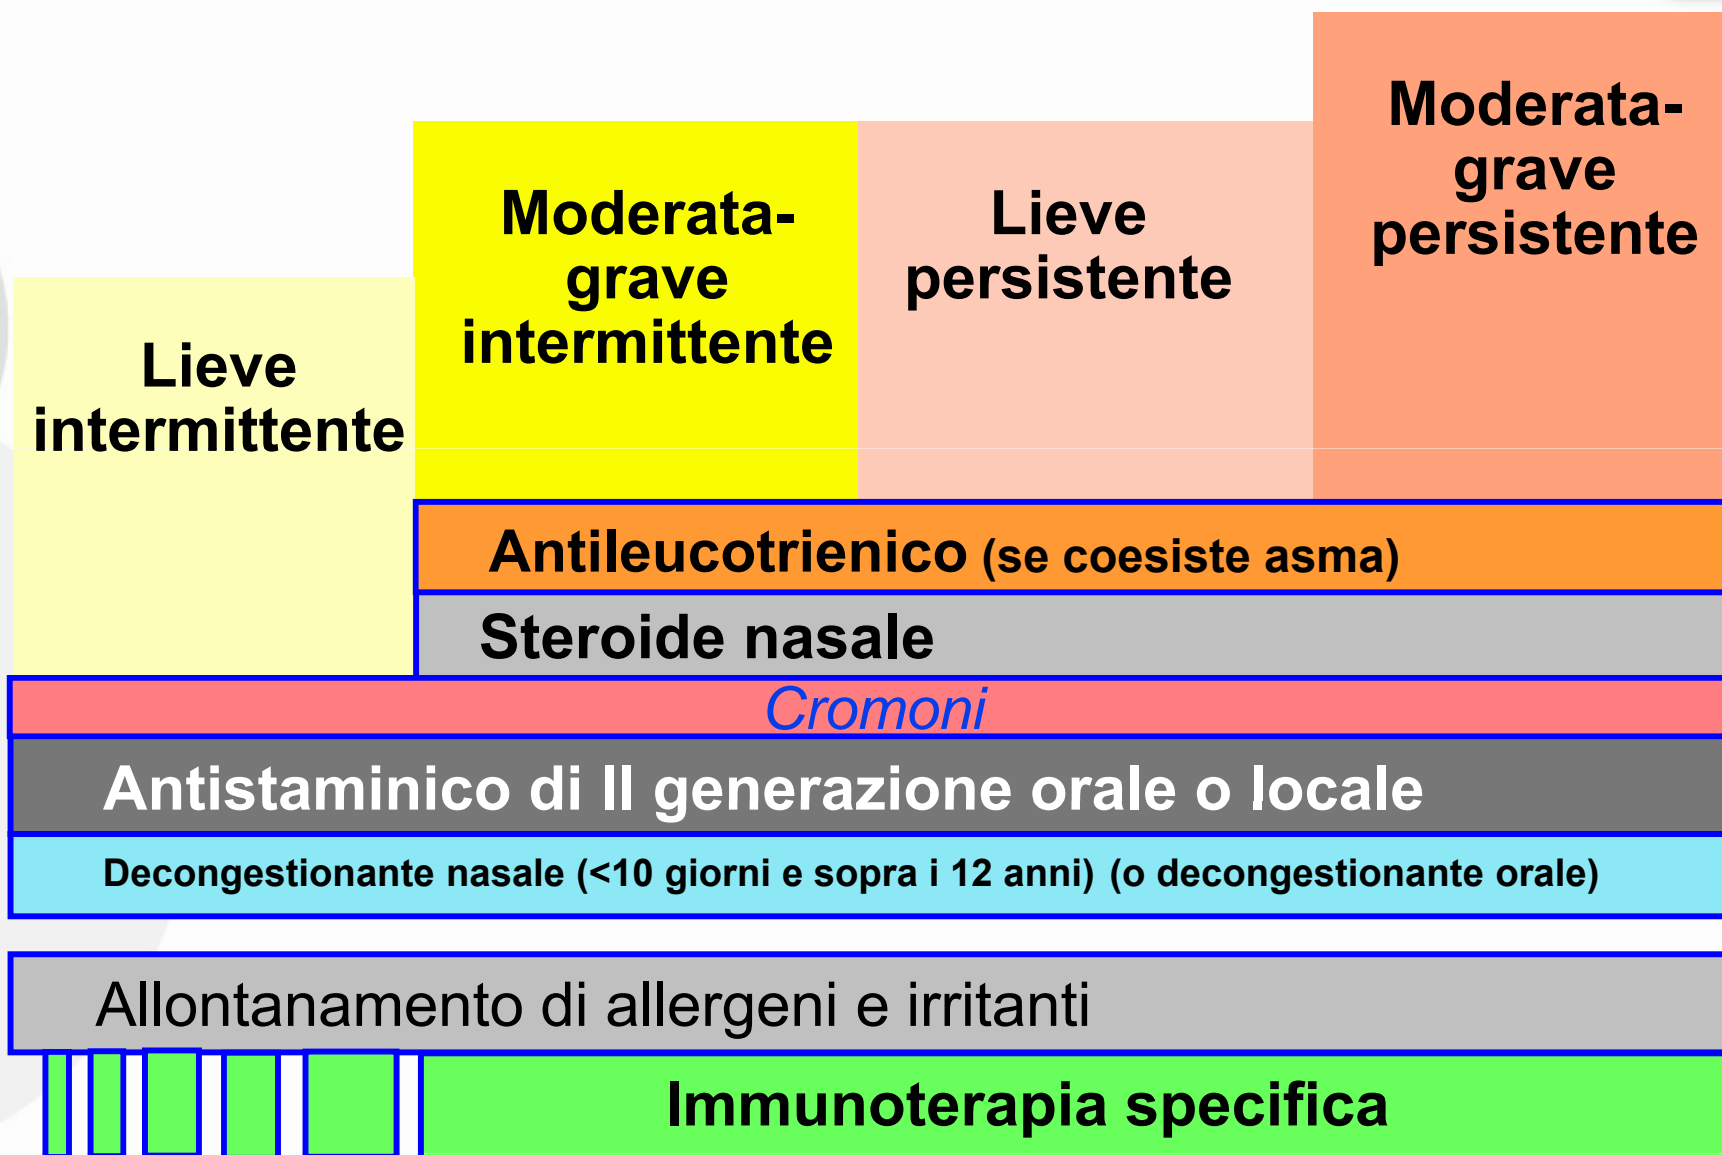 Moderata-
grave
persistente
Moderata-
grave
intermittente
Lieve
persistente
Lieve
intermittente
Antileucotrienico (se coesiste asma)
Steroide nasale
Cromoni
Antistaminico di II generazione orale o locale
Decongestionante nasale (<10 giorni e sopra i 12 anni) (o decongestionante orale)
Allontanamento di allergeni e irritanti
Immunoterapia specifica